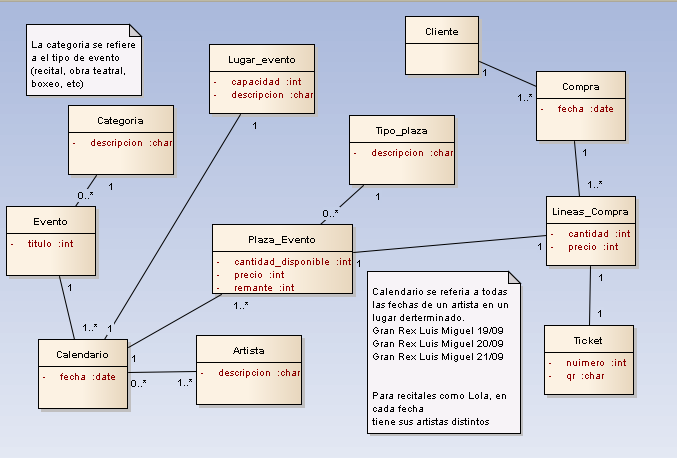 La categoria se refiere
a el tipo de evento
(recital, obra teatral,
boxeo, etc)
Lugar_evento
- capacidad :int
- descripcion :char
1
Cliente
1
1..*
Compra
- fecha :date
1
1..*
Categoria
- descripcion :char
1
0..*
Tipo_plaza
- descripcion :char
1
0..*
Evento
- titulo :int
1
1..*
1
Plaza_Evento
- cantidad_disponible :int
- precio :int
- remante :int
1
1..*
Lineas_Compra
- cantidad :int
- precio :int
1
1
1
Calendario
- fecha :date
1
0..*
1..*
Artista
- descripcion :char
Calendario se referia a todas
las fechas de un artista en un
lugar derterminado.
Gran Rex Luis Miguel 19/09
Gran Rex Luis Miguel 20/09
Gran Rex Luis Miguel 21/09
Para recitales como Lola, en
cada fecha
tiene sus artistas distintos
Ticket
- nuimero :int
- qr :char